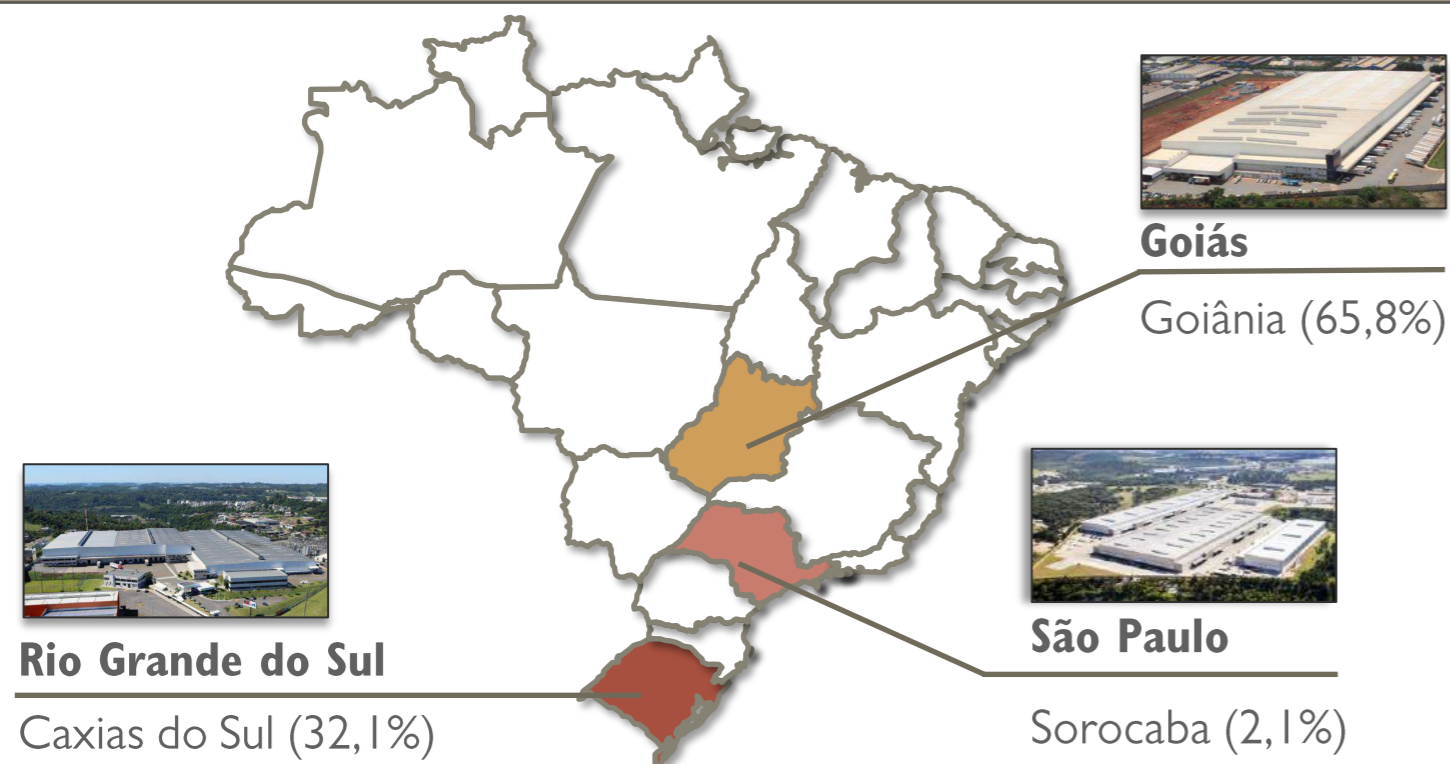 Goiás
Goiânia (65,8%)
Rio Grande do Sul
Caxias do Sul (32,1%)
São Paulo
Sorocaba (2,1%)